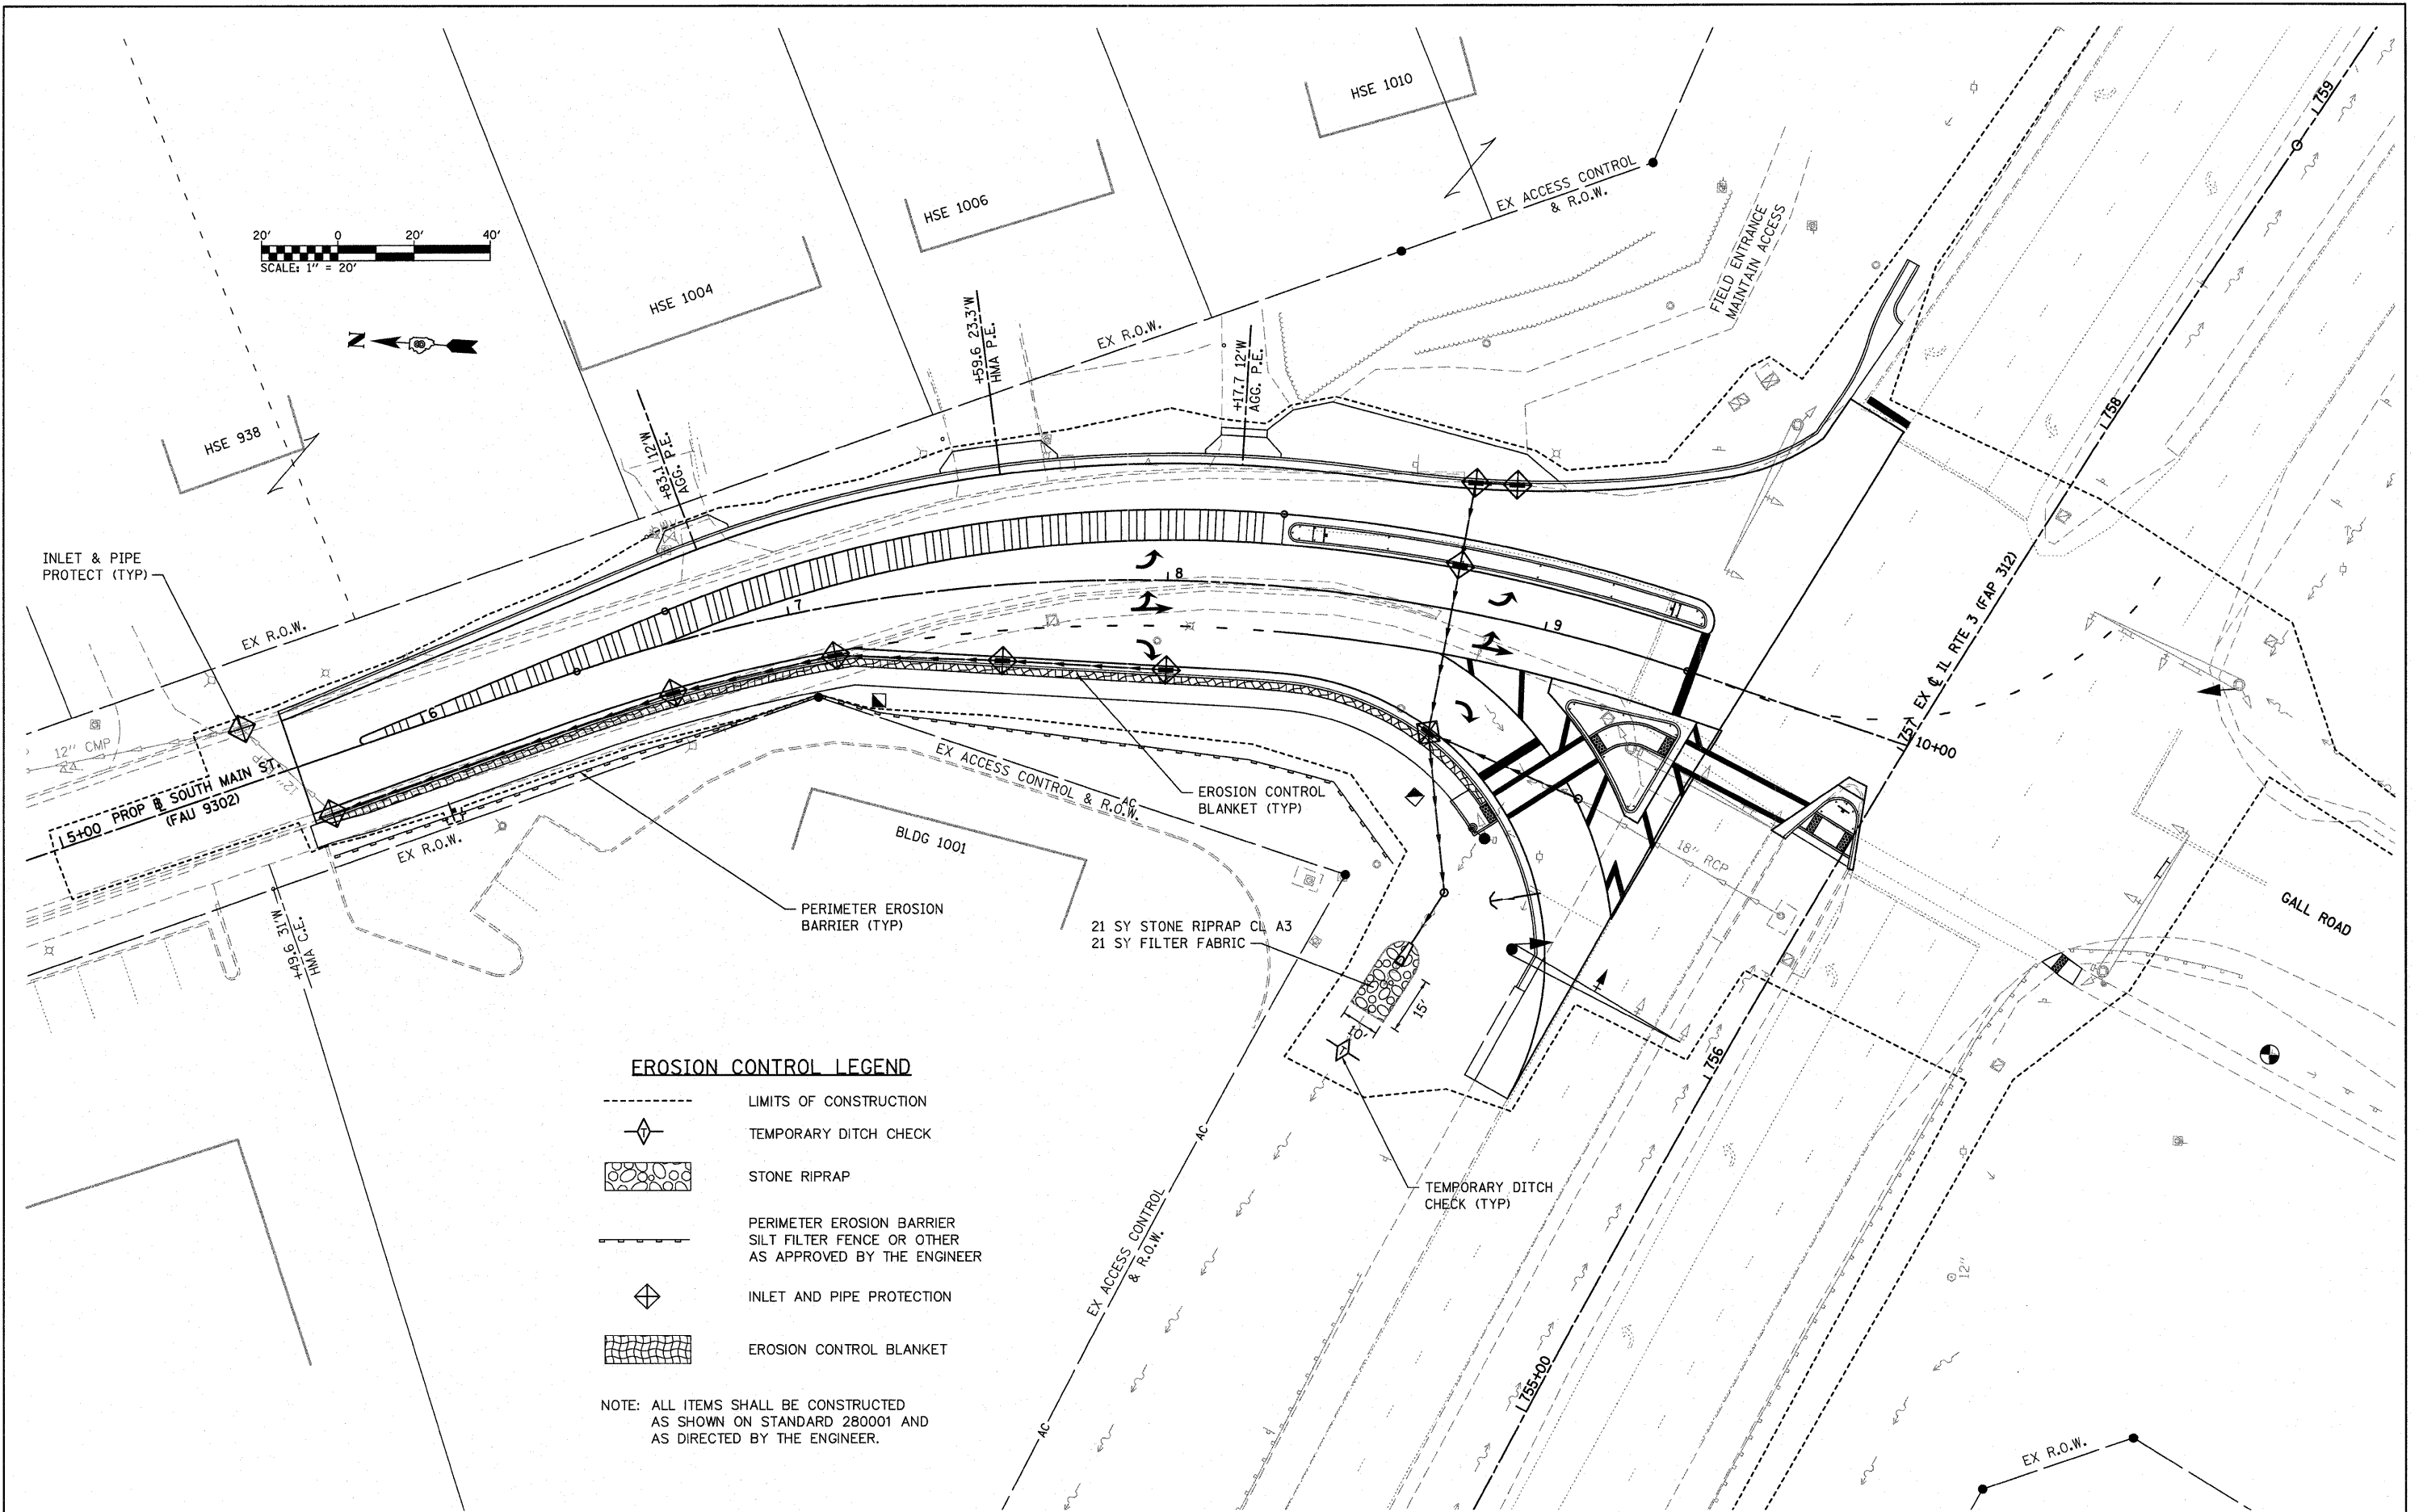 HSE 1010
EX ACCESS CONTROL
& R.O.W.
759
HSE 1006
FIELD ENTRANCE
MAINTAIN ACCESS
20' 0 20' 40'
SCALE: 1" = 20'
HSE 1004
N
EX R.O.W.
+59.6 23.3'W
HMA P.E.
+17.7 12'W
AGG. P.E.
HSE 938
+83.1 12'W
AGG. P.E.
758
INLET & PIPE
PROTECT (TYP)
EX R.O.W.
6
7
8
9
10+00
757 EX ℄ IL RTE 3 (FAP 312)
12" CMP
12"
5+00 PROP ℄ SOUTH MAIN ST.
(FAU 9302)
EX R.O.W.
EX ACCESS CONTROL & R.O.W.
AC
EROSION CONTROL
BLANKET (TYP)
BLDG 1001
18" RCP
GALL ROAD
+49.6 31'W
HMA C.E.
PERIMETER EROSION
BARRIER (TYP)
21 SY STONE RIPRAP CL A3
21 SY FILTER FABRIC
15'
10'
756
EROSION CONTROL LEGEND
LIMITS OF CONSTRUCTION
T
TEMPORARY DITCH CHECK
STONE RIPRAP
PERIMETER EROSION BARRIER
SILT FILTER FENCE OR OTHER
AS APPROVED BY THE ENGINEER
INLET AND PIPE PROTECTION
EROSION CONTROL BLANKET
NOTE: ALL ITEMS SHALL BE CONSTRUCTED
AS SHOWN ON STANDARD 280001 AND
AS DIRECTED BY THE ENGINEER.
AC
EX ACCESS CONTROL
& R.O.W.
AC
TEMPORARY DITCH
CHECK (TYP)
12"
755+00
EX R.O.W.